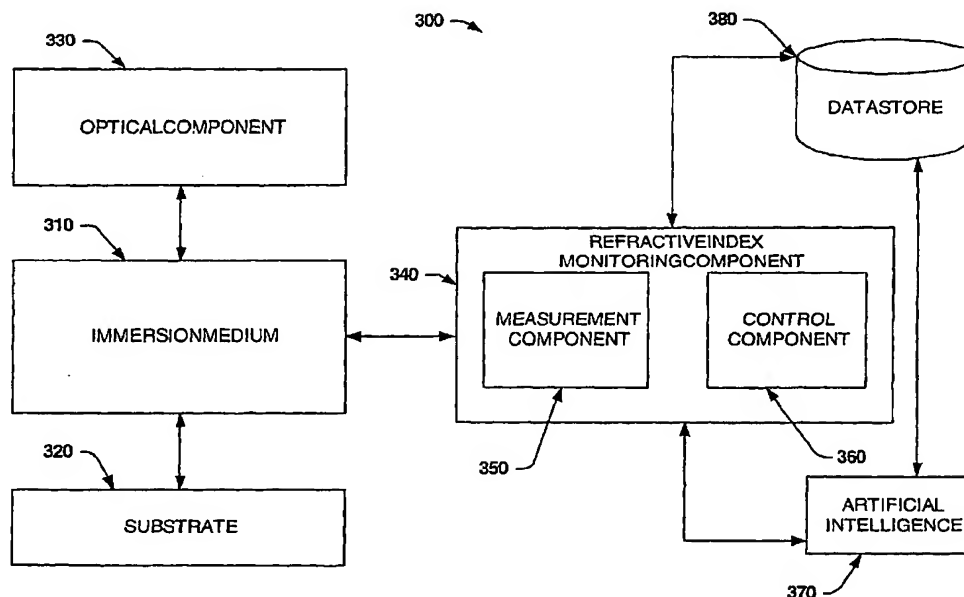 300
330
OPTICALCOMPONENT
380
DATASTORE
310
IMMERSIONMEDIUM
340
REFRACTIVEINDEX
MONITORINGCOMPONENT
MEASUREMENT
COMPONENT
CONTROL
COMPONENT
350
360
320
SUBSTRATE
ARTIFICIAL
INTELLIGENCE
370